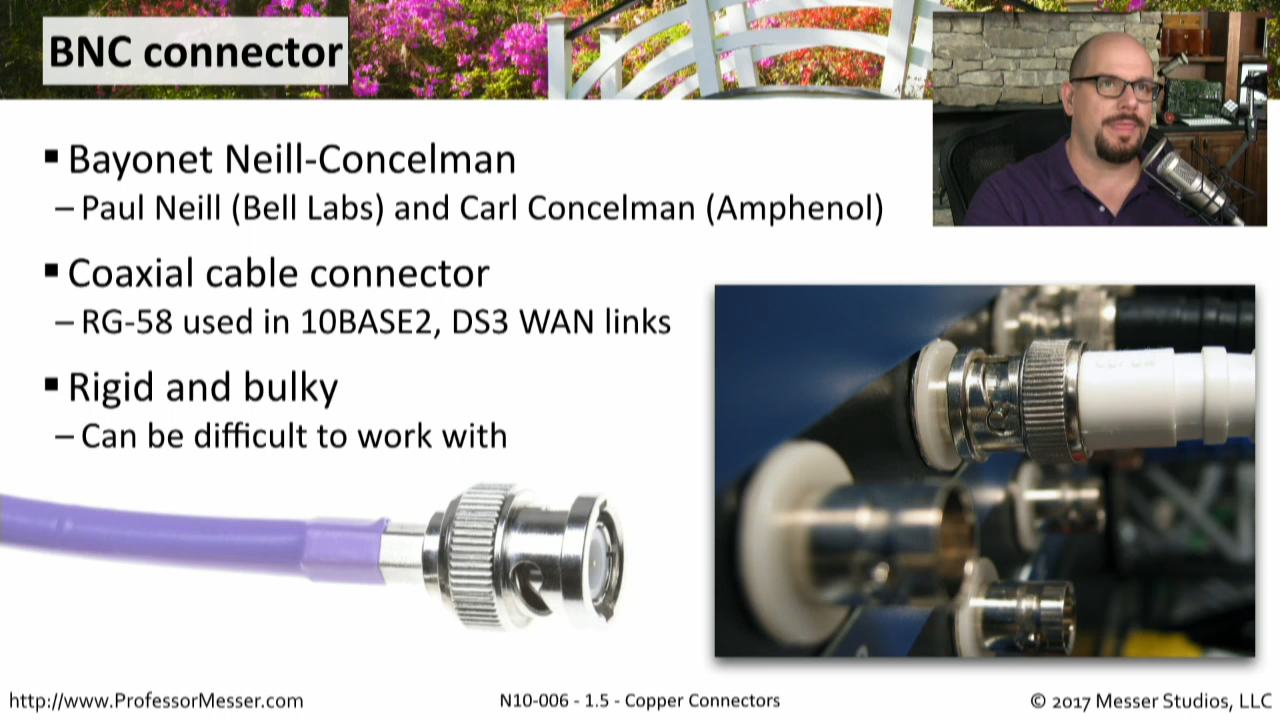 BNC connector
▪ Bayonet Neill-Concelman
– Paul Neill (Bell Labs) and Carl Concelman (Amphenol)
▪ Coaxial cable connector
– RG-58 used in 10BASE2, DS3 WAN links
▪ Rigid and bulky
– Can be difficult to work with
http://www.ProfessorMesser.com
N10-006 - 1.5 - Copper Connectors
© 2017 Messer Studios, LLC